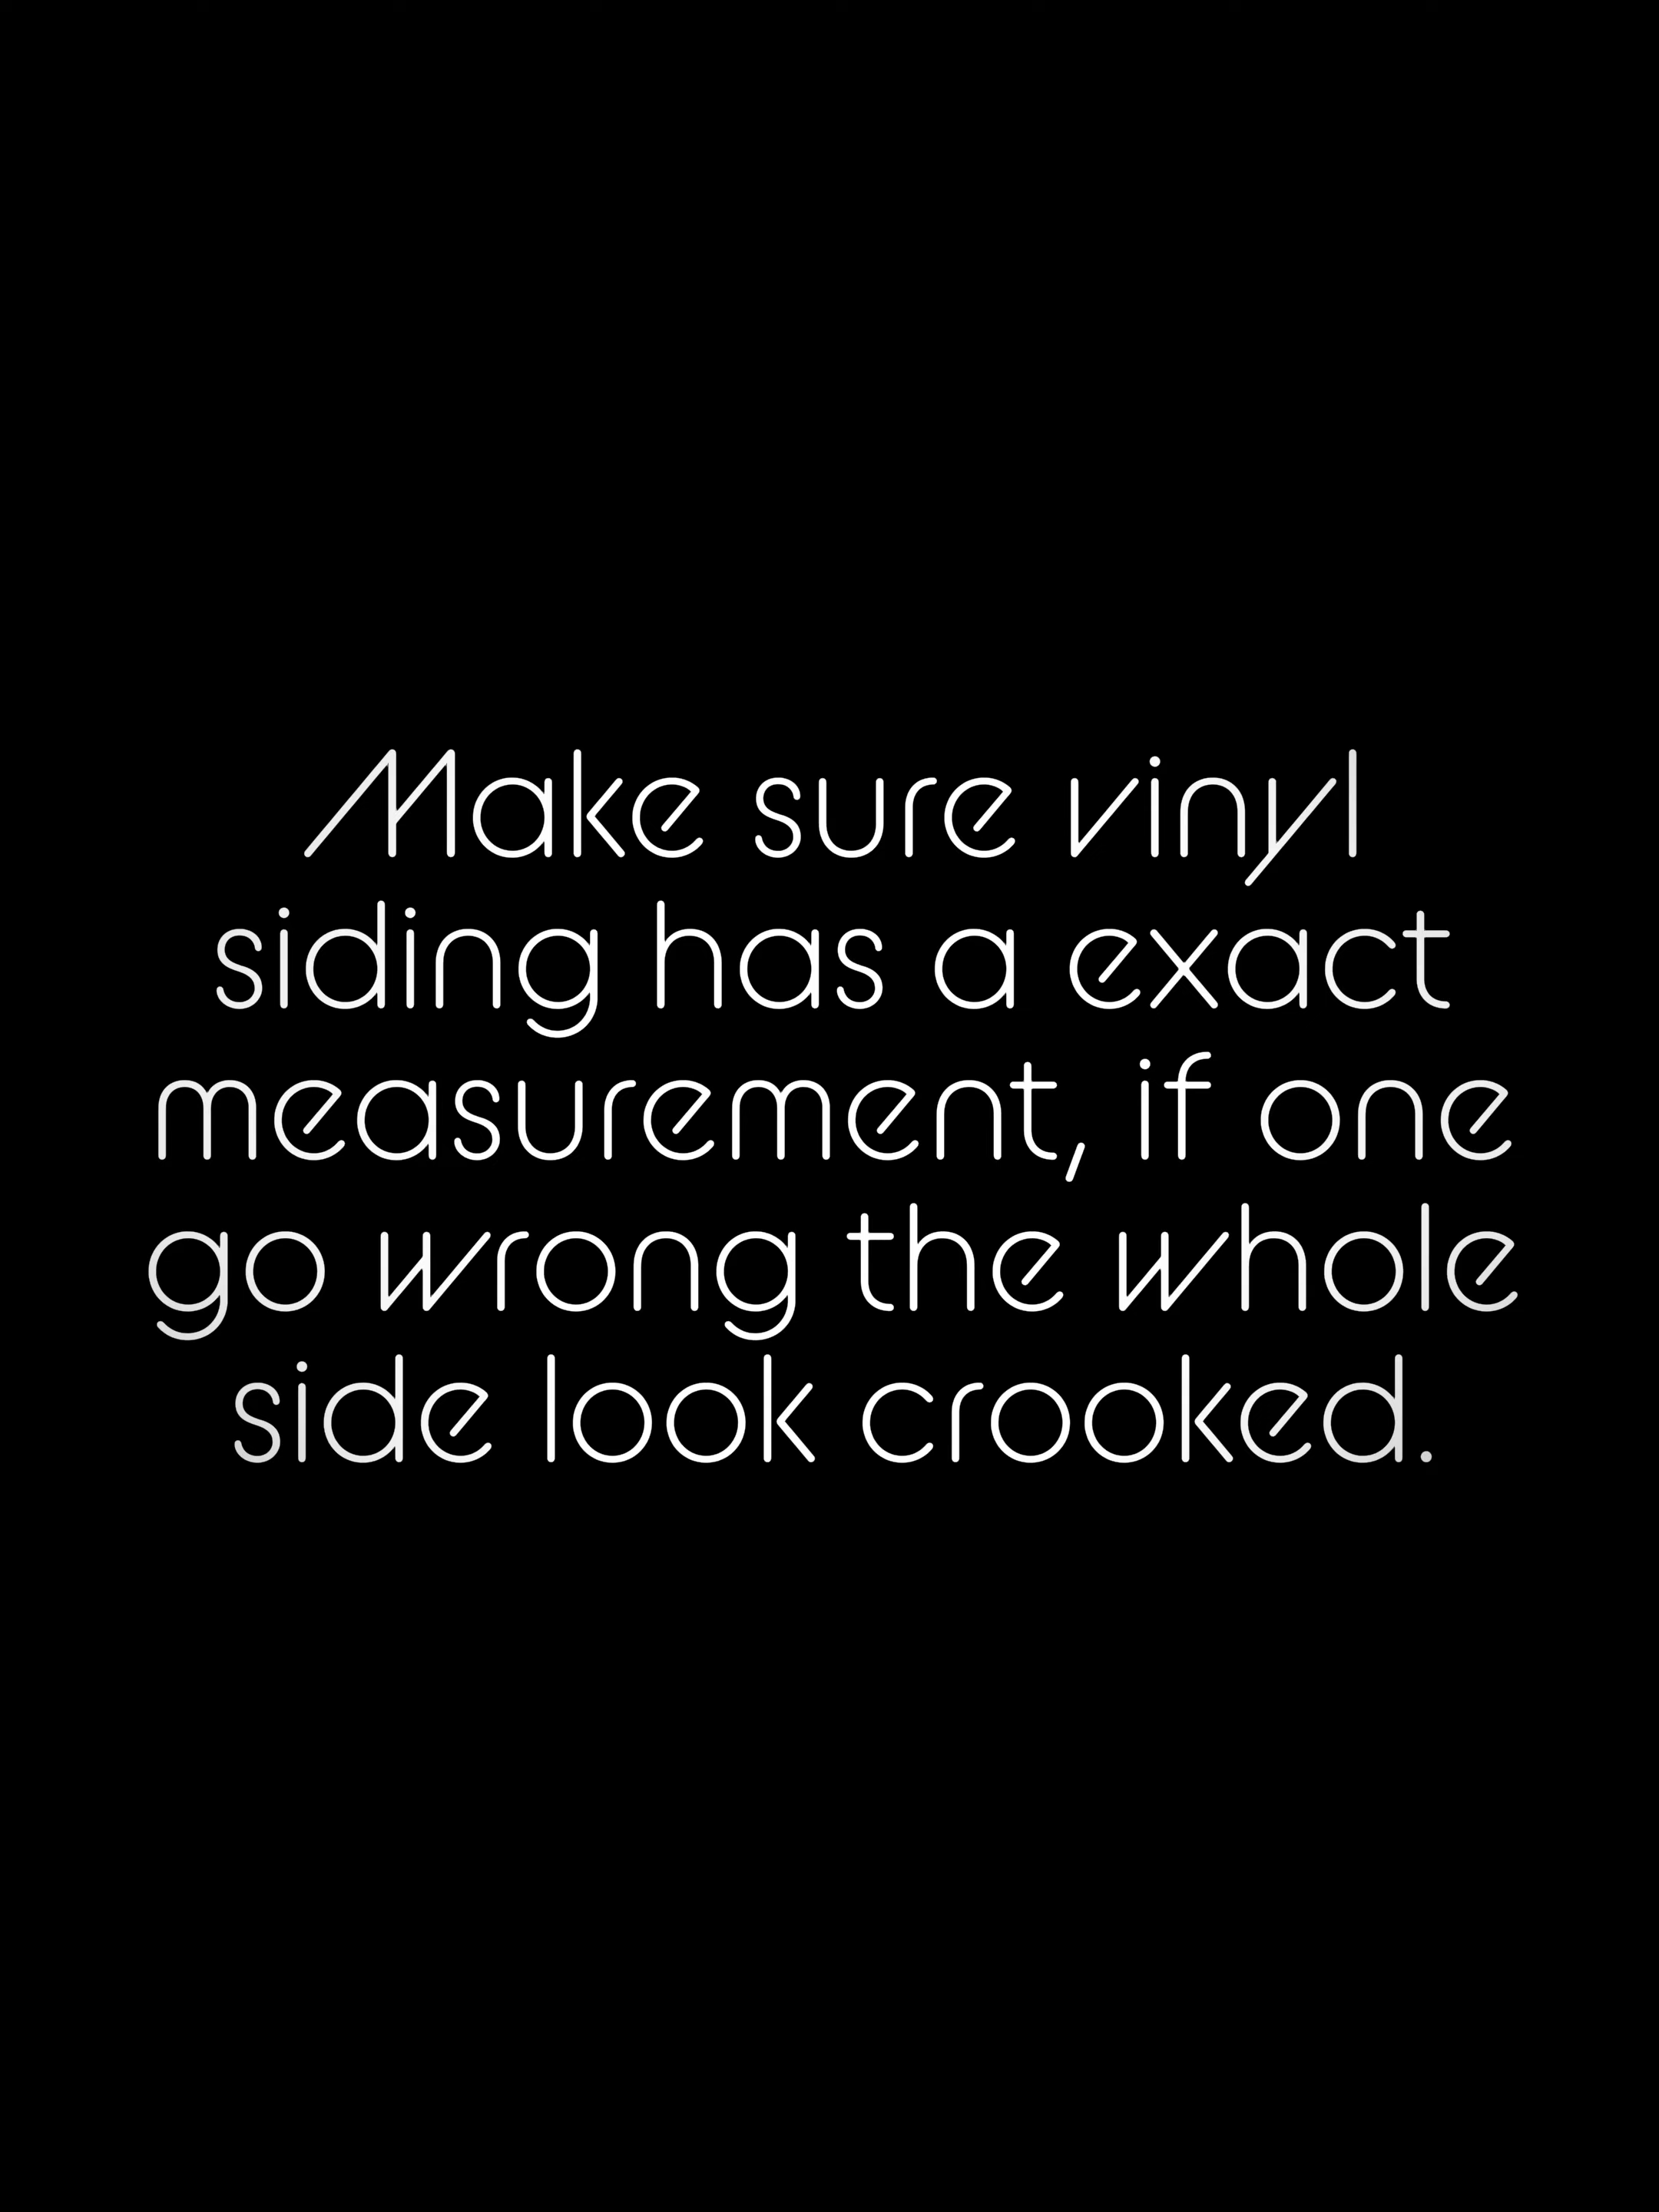 Make sure vinyl
siding has a exact
measurement, if one
go wrong the whole
side look crooked.